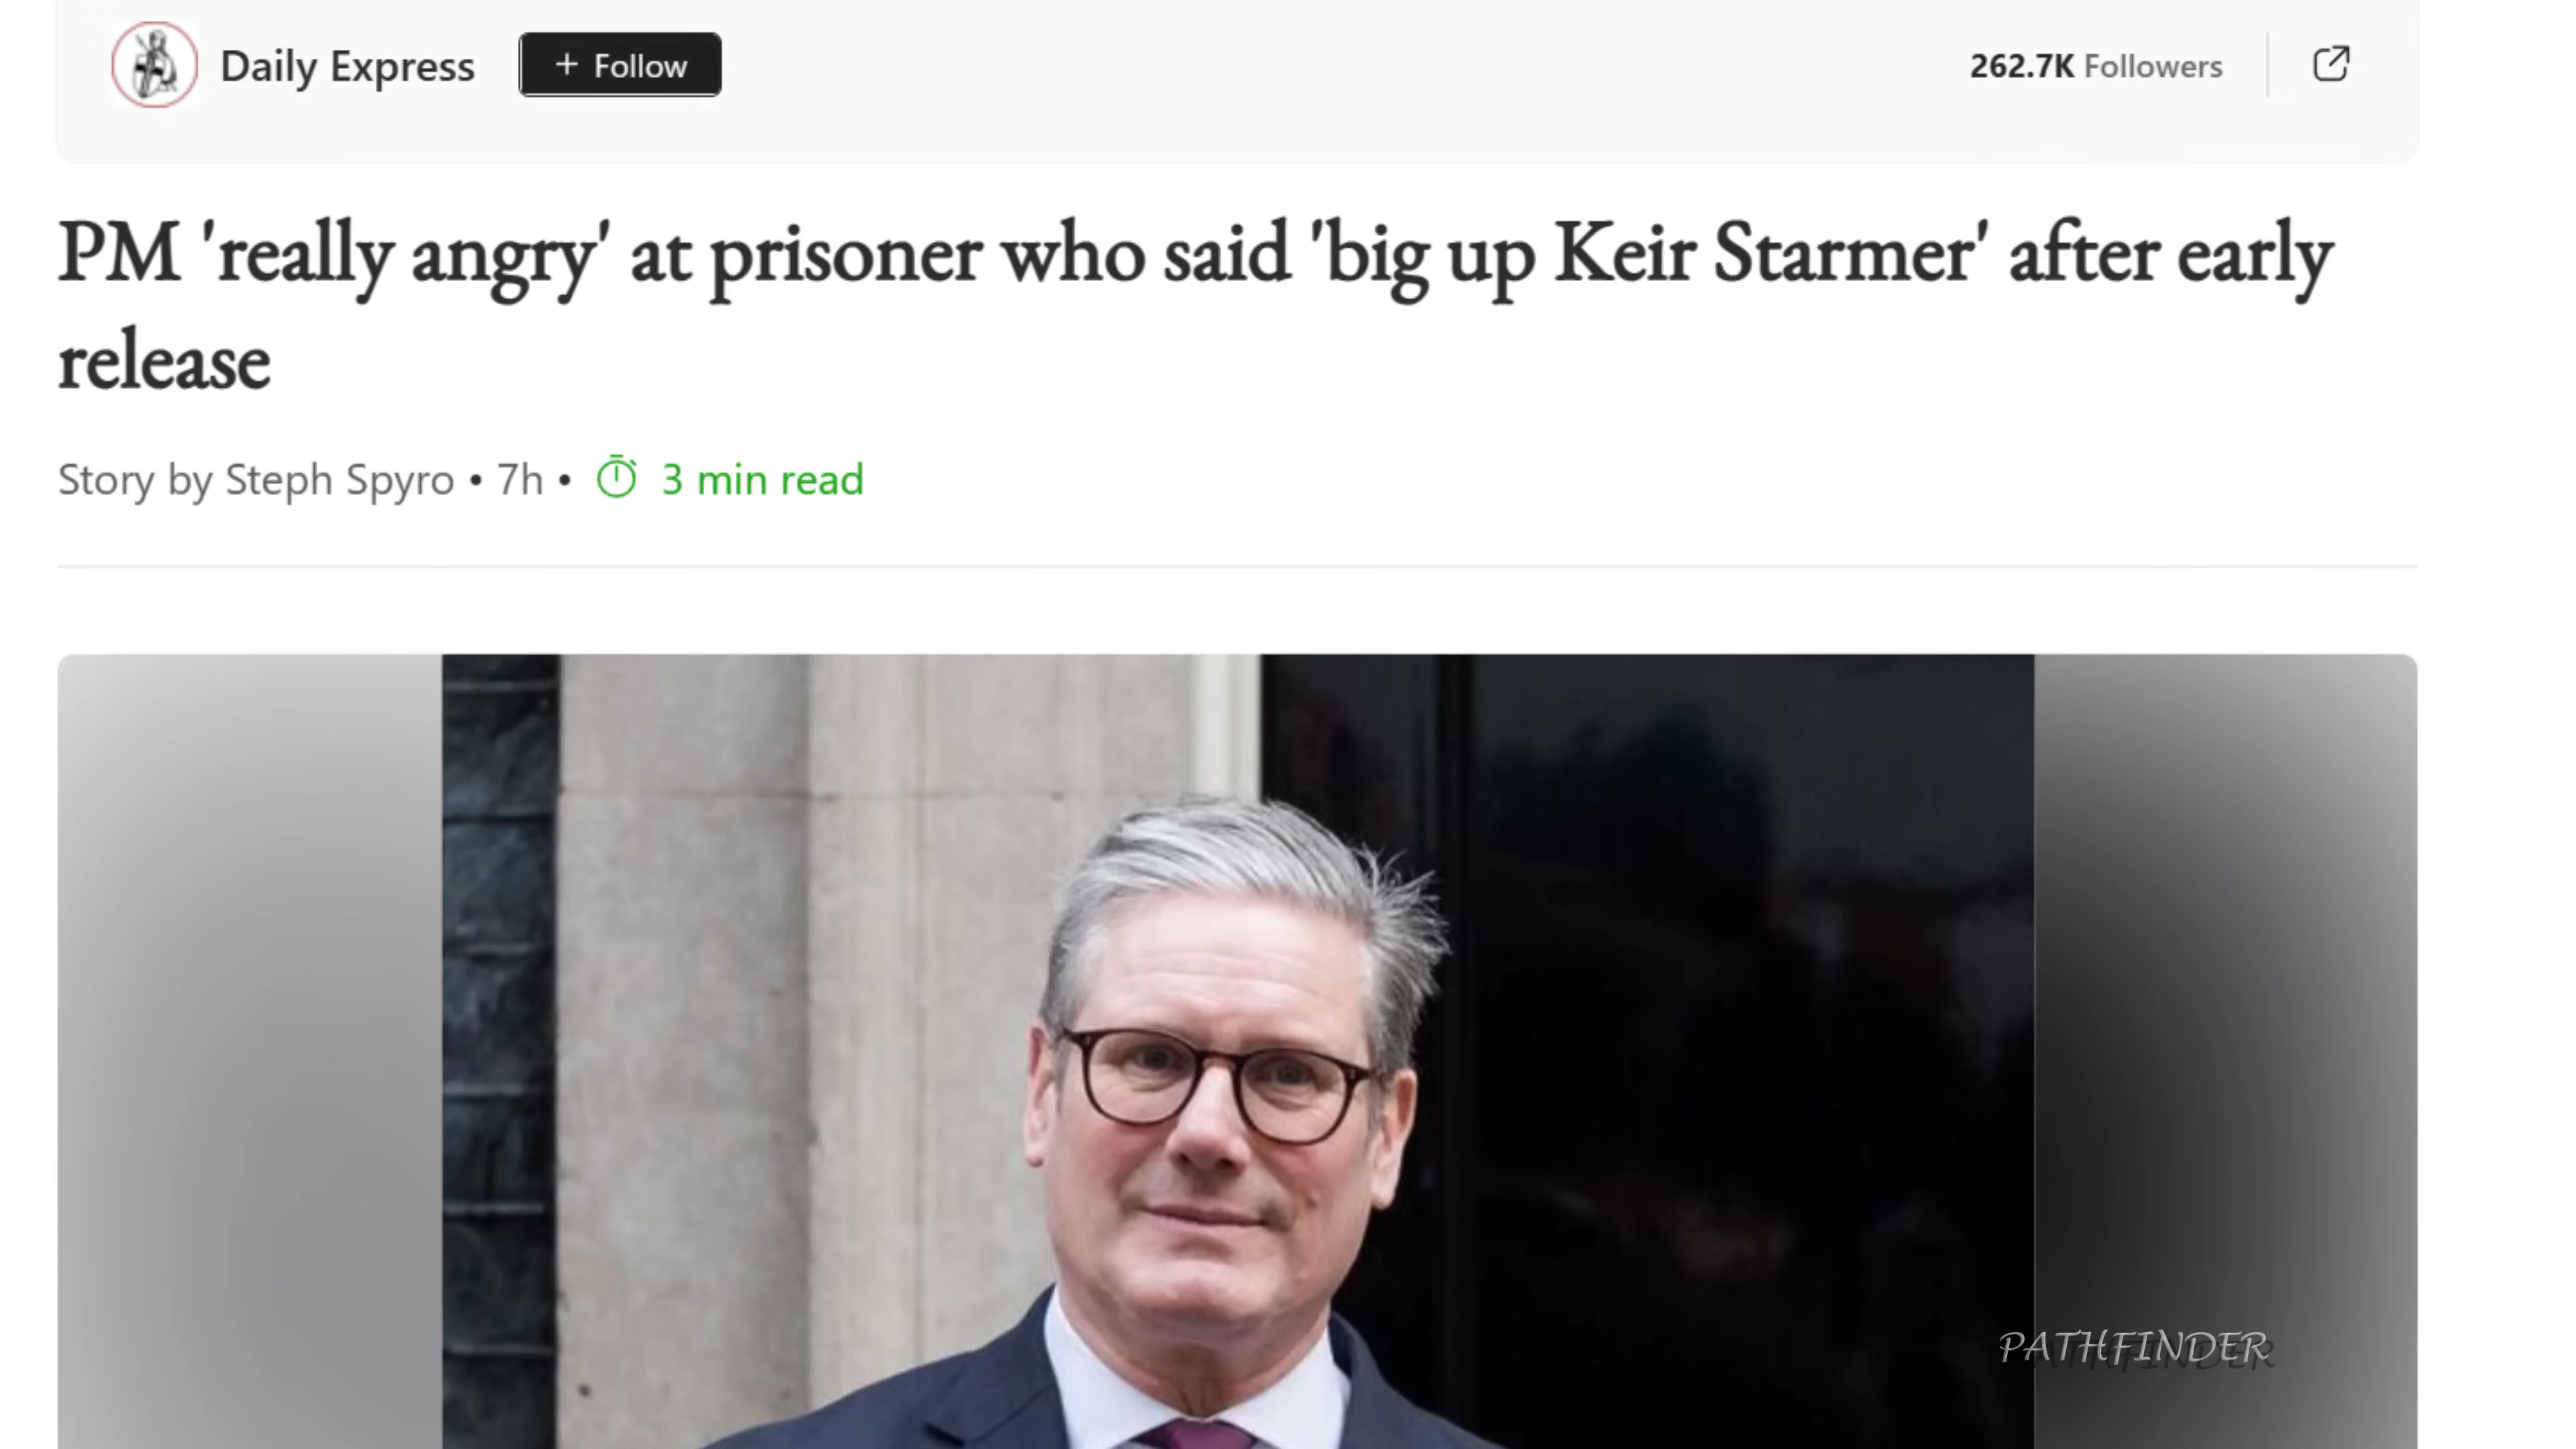 Daily Express
+ Follow
262.7K Followers
PM 'really angry' at prisoner who said 'big up Keir Starmer' after early
release
Story by Steph Spyro • 7h • 3 min read
PATHFINDER